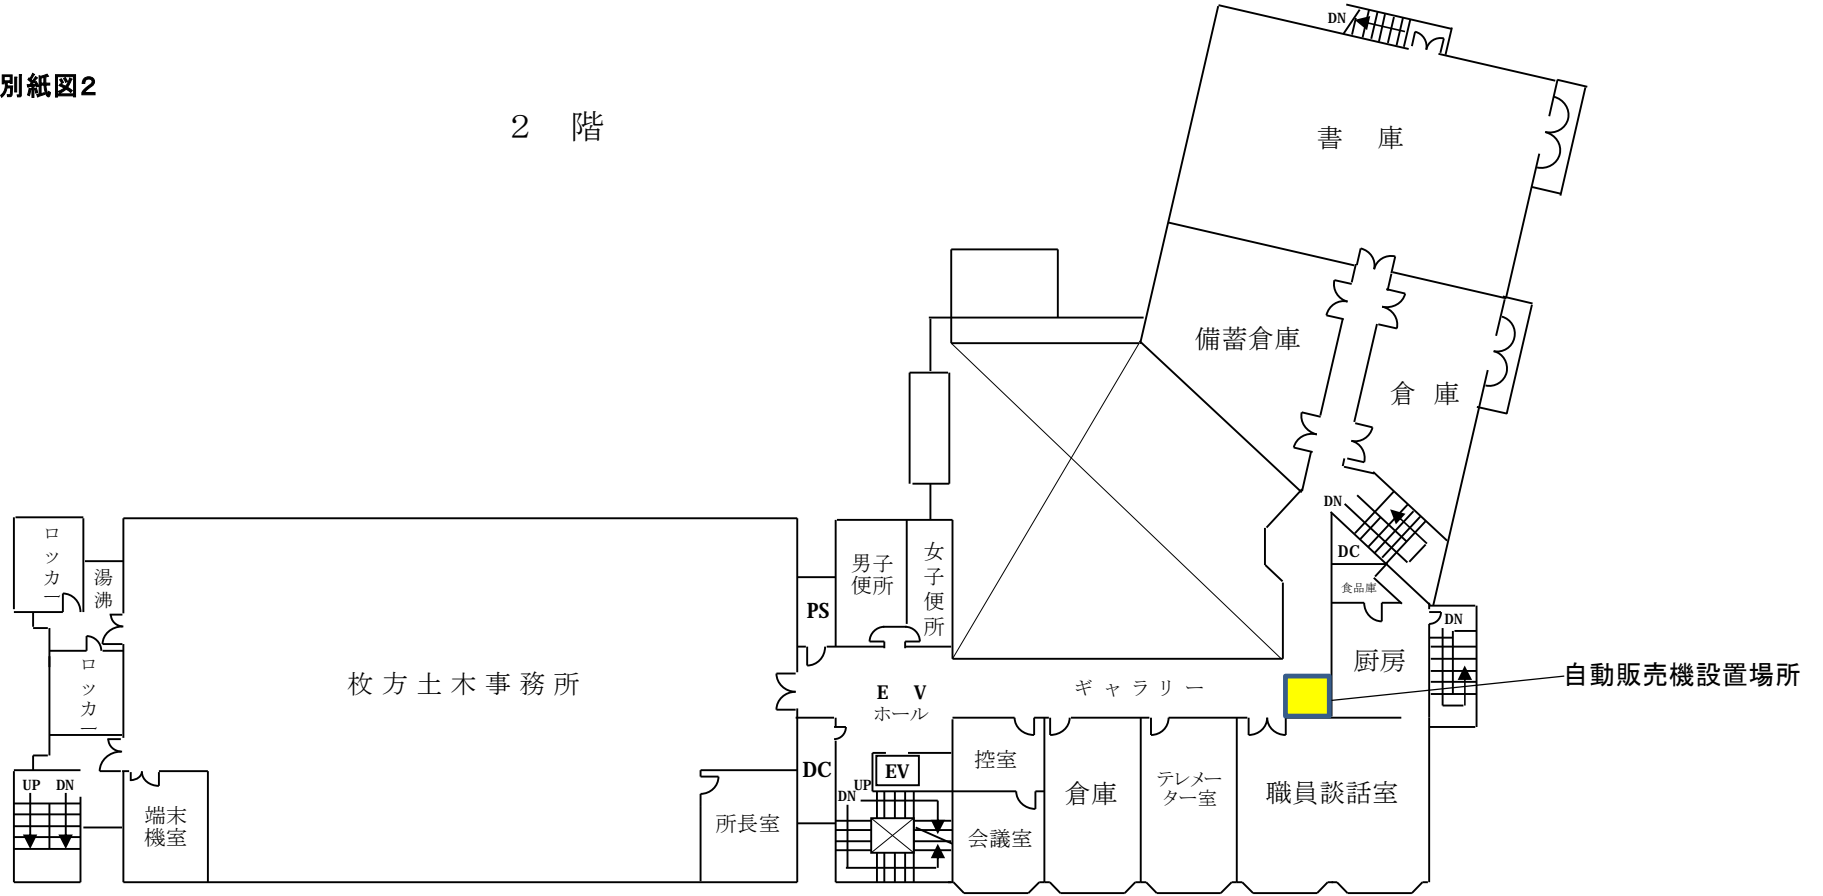 別紙図2
２　階
DN
書　庫
備蓄倉庫
倉　庫
DN
DC
食品庫
厨房
DN
自動販売機設置場所
ロッカー
湯沸
ロッカー
UP DN
端末
機室
枚方土木事務所
所長室
PS
DC
男子
便所
女子便所
E V
ホール
ギャラリー
EV
UP
DN
控室
会議室
倉庫
テレメー
ター室
職員談話室